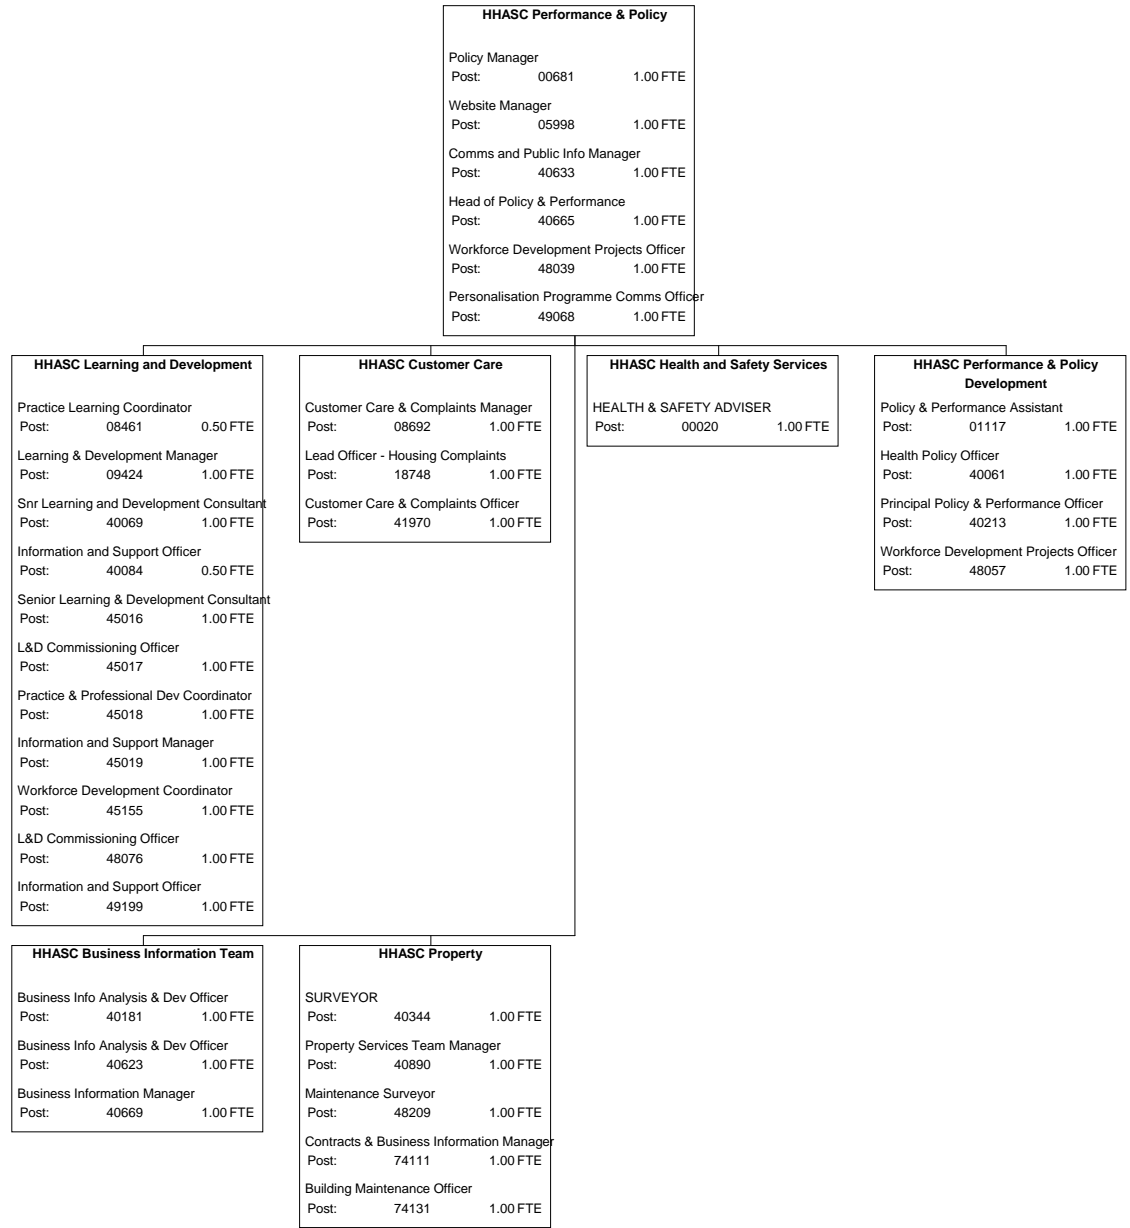 HHASC Performance & Policy
Policy Manager
Post: 00681 1.00 FTE
Website Manager
Post: 05998 1.00 FTE
Comms and Public Info Manager
Post: 40633 1.00 FTE
Head of Policy & Performance
Post: 40665 1.00 FTE
Workforce Development Projects Officer
Post: 48039 1.00 FTE
Personalisation Programme Comms Officer
Post: 49068 1.00 FTE
HHASC Learning and Development
Practice Learning Coordinator
Post: 08461 0.50 FTE
Learning & Development Manager
Post: 09424 1.00 FTE
Snr Learning and Development Consultant
Post: 40069 1.00 FTE
Information and Support Officer
Post: 40084 0.50 FTE
Senior Learning & Development Consultant
Post: 45016 1.00 FTE
L&D Commissioning Officer
Post: 45017 1.00 FTE
Practice & Professional Dev Coordinator
Post: 45018 1.00 FTE
Information and Support Manager
Post: 45019 1.00 FTE
Workforce Development Coordinator
Post: 45155 1.00 FTE
L&D Commissioning Officer
Post: 48076 1.00 FTE
Information and Support Officer
Post: 49199 1.00 FTE
HHASC Customer Care
Customer Care & Complaints Manager
Post: 08692 1.00 FTE
Lead Officer - Housing Complaints
Post: 18748 1.00 FTE
Customer Care & Complaints Officer
Post: 41970 1.00 FTE
HHASC Health and Safety Services
HEALTH & SAFETY ADVISER
Post: 00020 1.00 FTE
HHASC Performance & Policy
Development
Policy & Performance Assistant
Post: 01117 1.00 FTE
Health Policy Officer
Post: 40061 1.00 FTE
Principal Policy & Performance Officer
Post: 40213 1.00 FTE
Workforce Development Projects Officer
Post: 48057 1.00 FTE
HHASC Business Information Team
Business Info Analysis & Dev Officer
Post: 40181 1.00 FTE
Business Info Analysis & Dev Officer
Post: 40623 1.00 FTE
Business Information Manager
Post: 40669 1.00 FTE
HHASC Property
SURVEYOR
Post: 40344 1.00 FTE
Property Services Team Manager
Post: 40890 1.00 FTE
Maintenance Surveyor
Post: 48209 1.00 FTE
Contracts & Business Information Manager
Post: 74111 1.00 FTE
Building Maintenance Officer
Post: 74131 1.00 FTE